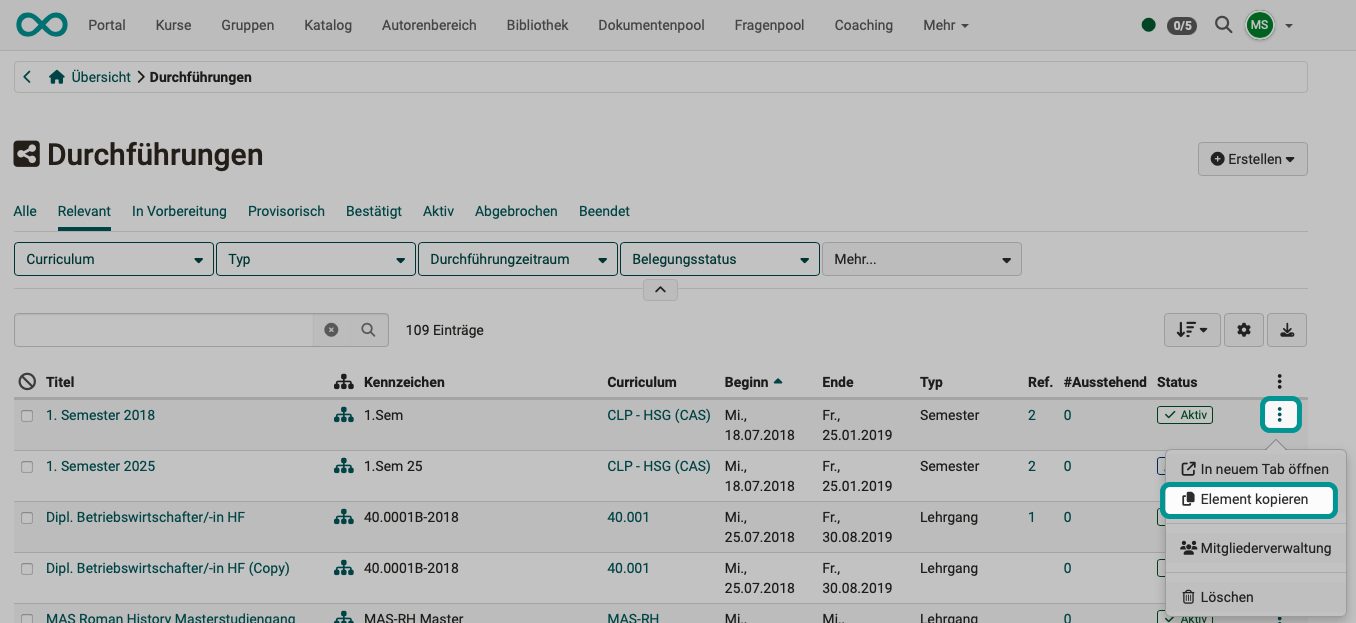 Portal Kurse Gruppen Katalog Autorenbereich Bibliothek Dokumentenpool Fragenpool Coaching Mehr 0/5 MS
Übersicht Durchführungen
Durchführungen
Erstellen
Alle Relevant In Vorbereitung Provisorisch Bestätigt Aktiv Abgebrochen Beendet
Curriculum Typ Durchführungzeitraum Belegungsstatus Mehr...
109 Einträge
Titel Kennzeichen Curriculum Beginn Ende Typ Ref. #Ausstehend Status
1. Semester 2018 1.Sem CLP - HSG (CAS) Mi., Fr., Semester 2 0 Aktiv
18.07.2018 25.01.2019
1. Semester 2025 1.Sem 25 CLP - HSG (CAS) Mi., Fr., Semester 2 0
18.07.2018 25.01.2019
In neuem Tab öffnen
Element kopieren
Dipl. Betriebswirtschafter/-in HF 40.0001B-2018 40.001 Mi., Fr., Lehrgang 1 0
25.07.2018 30.08.2019
Mitgliederverwaltung
Dipl. Betriebswirtschafter/-in HF (Copy) 40.0001B-2018 40.001 Mi., Fr., Lehrgang 0
25.07.2018 30.08.2019
Löschen
MAS Roman History Masterstudiengang MAS-RH Master MAS-RH Mi., Mi., Lehrgang 0 Aktiv